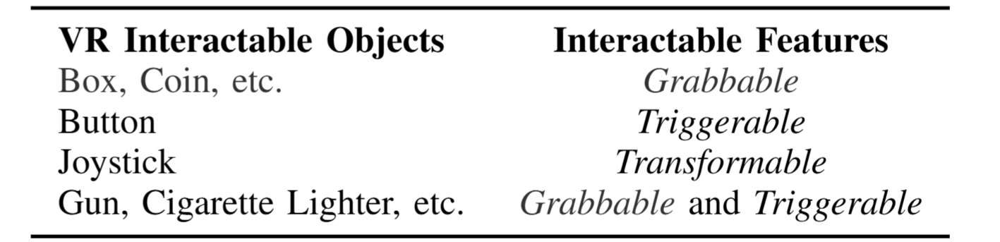 VR Interactable Objects Interactable Features
Box, Coin, etc. Grabbable
Button Triggerable
Joystick Transformable
Gun, Cigarette Lighter, etc. Grabbable and Triggerable